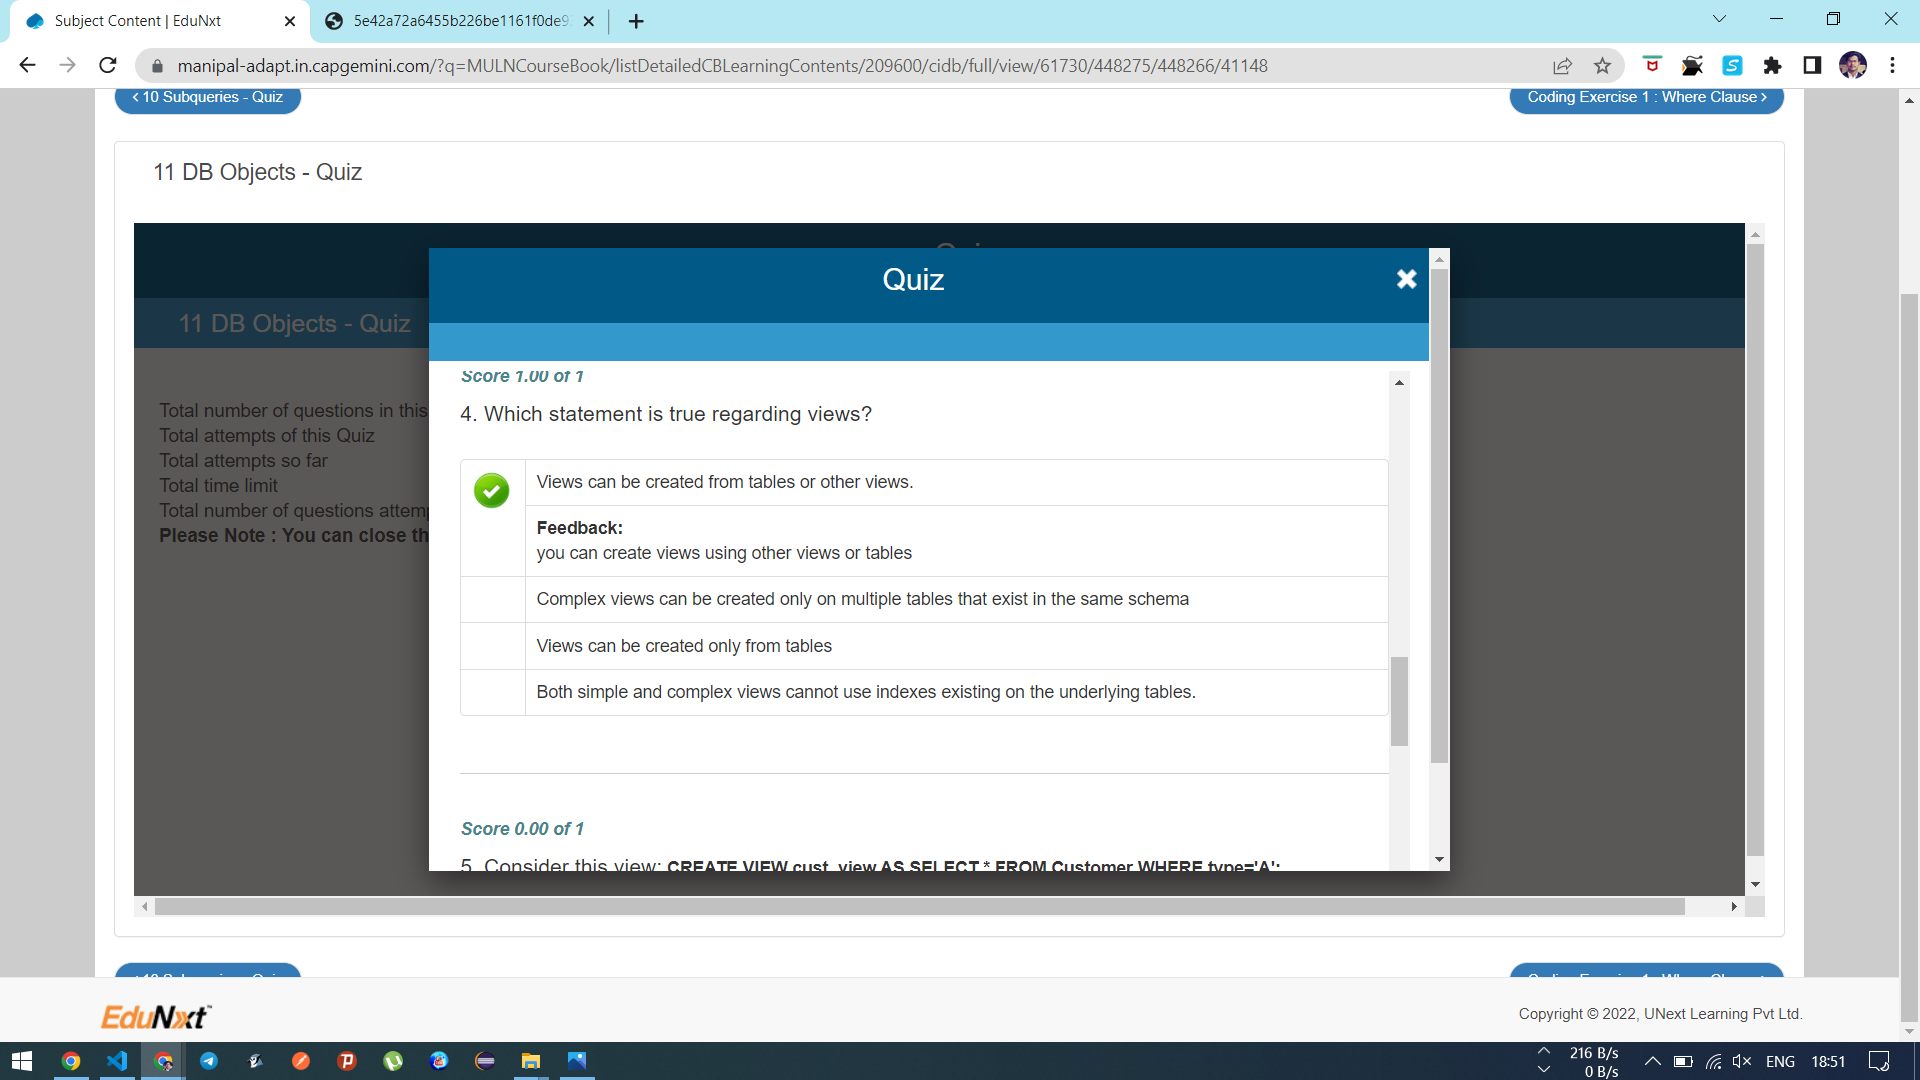 Subject Content | EduNxt
5e42a72a6455b226be1161f0de9
manipal-adapt.in.capgemini.com/?q=MULNCourseBook/listDetailedCBLearningContents/209600/cidb/full/view/61730/448275/448266/41148
< 10 Subqueries - Quiz
Coding Exercise 1 : Where Clause >
11 DB Objects - Quiz
Quiz
11 DB Objects - Quiz
Total number of questions in this
Total attempts of this Quiz
Total attempts so far
Total time limit
Total number of questions attem
Please Note : You can close th
Score 1.00 of 1
4. Which statement is true regarding views?
Views can be created from tables or other views.
Feedback:
you can create views using other views or tables
Complex views can be created only on multiple tables that exist in the same schema
Views can be created only from tables
Both simple and complex views cannot use indexes existing on the underlying tables.
Score 0.00 of 1
5. Consider this view: CREATE VIEW cust_view AS SELECT * FROM Customer WHERE type='A';
EduNxt™
Copyright © 2022, UNext Learning Pvt Ltd.
216 B/s
0 B/s
ENG
18:51